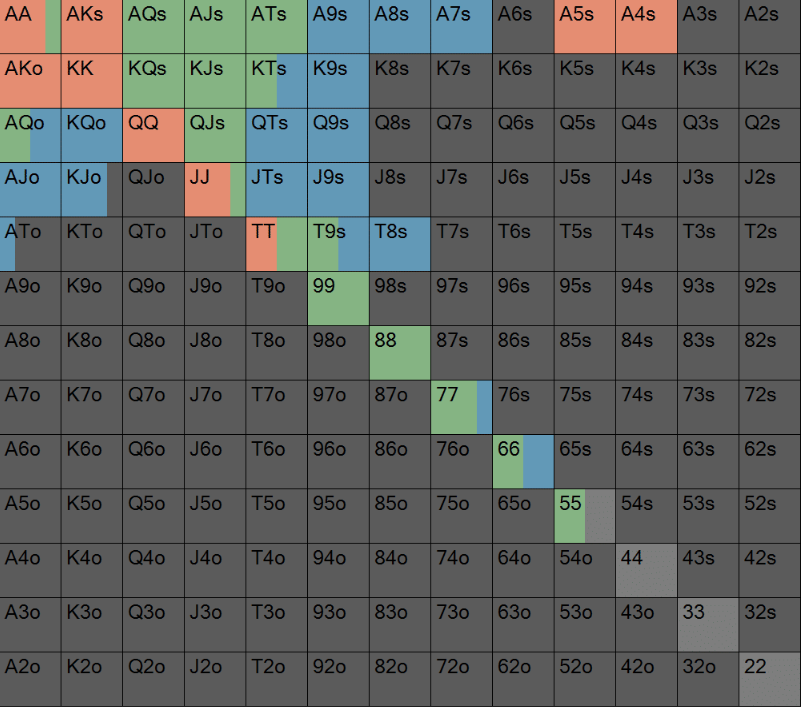 AA AKs AQs AJs ATs A9s A8s A7s A6s A5s A4s A3s A2s
AKo KK KQs KJs KTs K9s K8s K7s K6s K5s K4s K3s K2s
AQo KQo QQ QJs QTs Q9s Q8s Q7s Q6s Q5s Q4s Q3s Q2s
AJo KJo QJo JJ JTs J9s J8s J7s J6s J5s J4s J3s J2s
ATo KTo QTo JTo TT T9s T8s T7s T6s T5s T4s T3s T2s
A9o K9o Q9o J9o T9o 99 98s 97s 96s 95s 94s 93s 92s
A8o K8o Q8o J8o T8o 98o 88 87s 86s 85s 84s 83s 82s
A7o K7o Q7o J7o T7o 97o 87o 77 76s 75s 74s 73s 72s
A6o K6o Q6o J6o T6o 96o 86o 76o 66 65s 64s 63s 62s
A5o K5o Q5o J5o T5o 95o 85o 75o 65o 55 54s 53s 52s
A4o K4o Q4o J4o T4o 94o 84o 74o 64o 54o 44 43s 42s
A3o K3o Q3o J3o T3o 93o 83o 73o 63o 53o 43o 33 32s
A2o K2o Q2o J2o T2o 92o 82o 72o 62o 52o 42o 32o 22